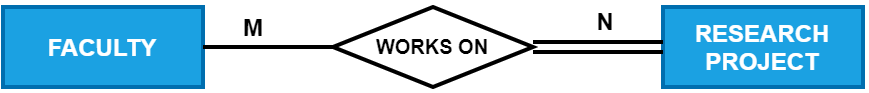 FACULTY
M
WORKS ON
N
RESEARCH
PROJECT